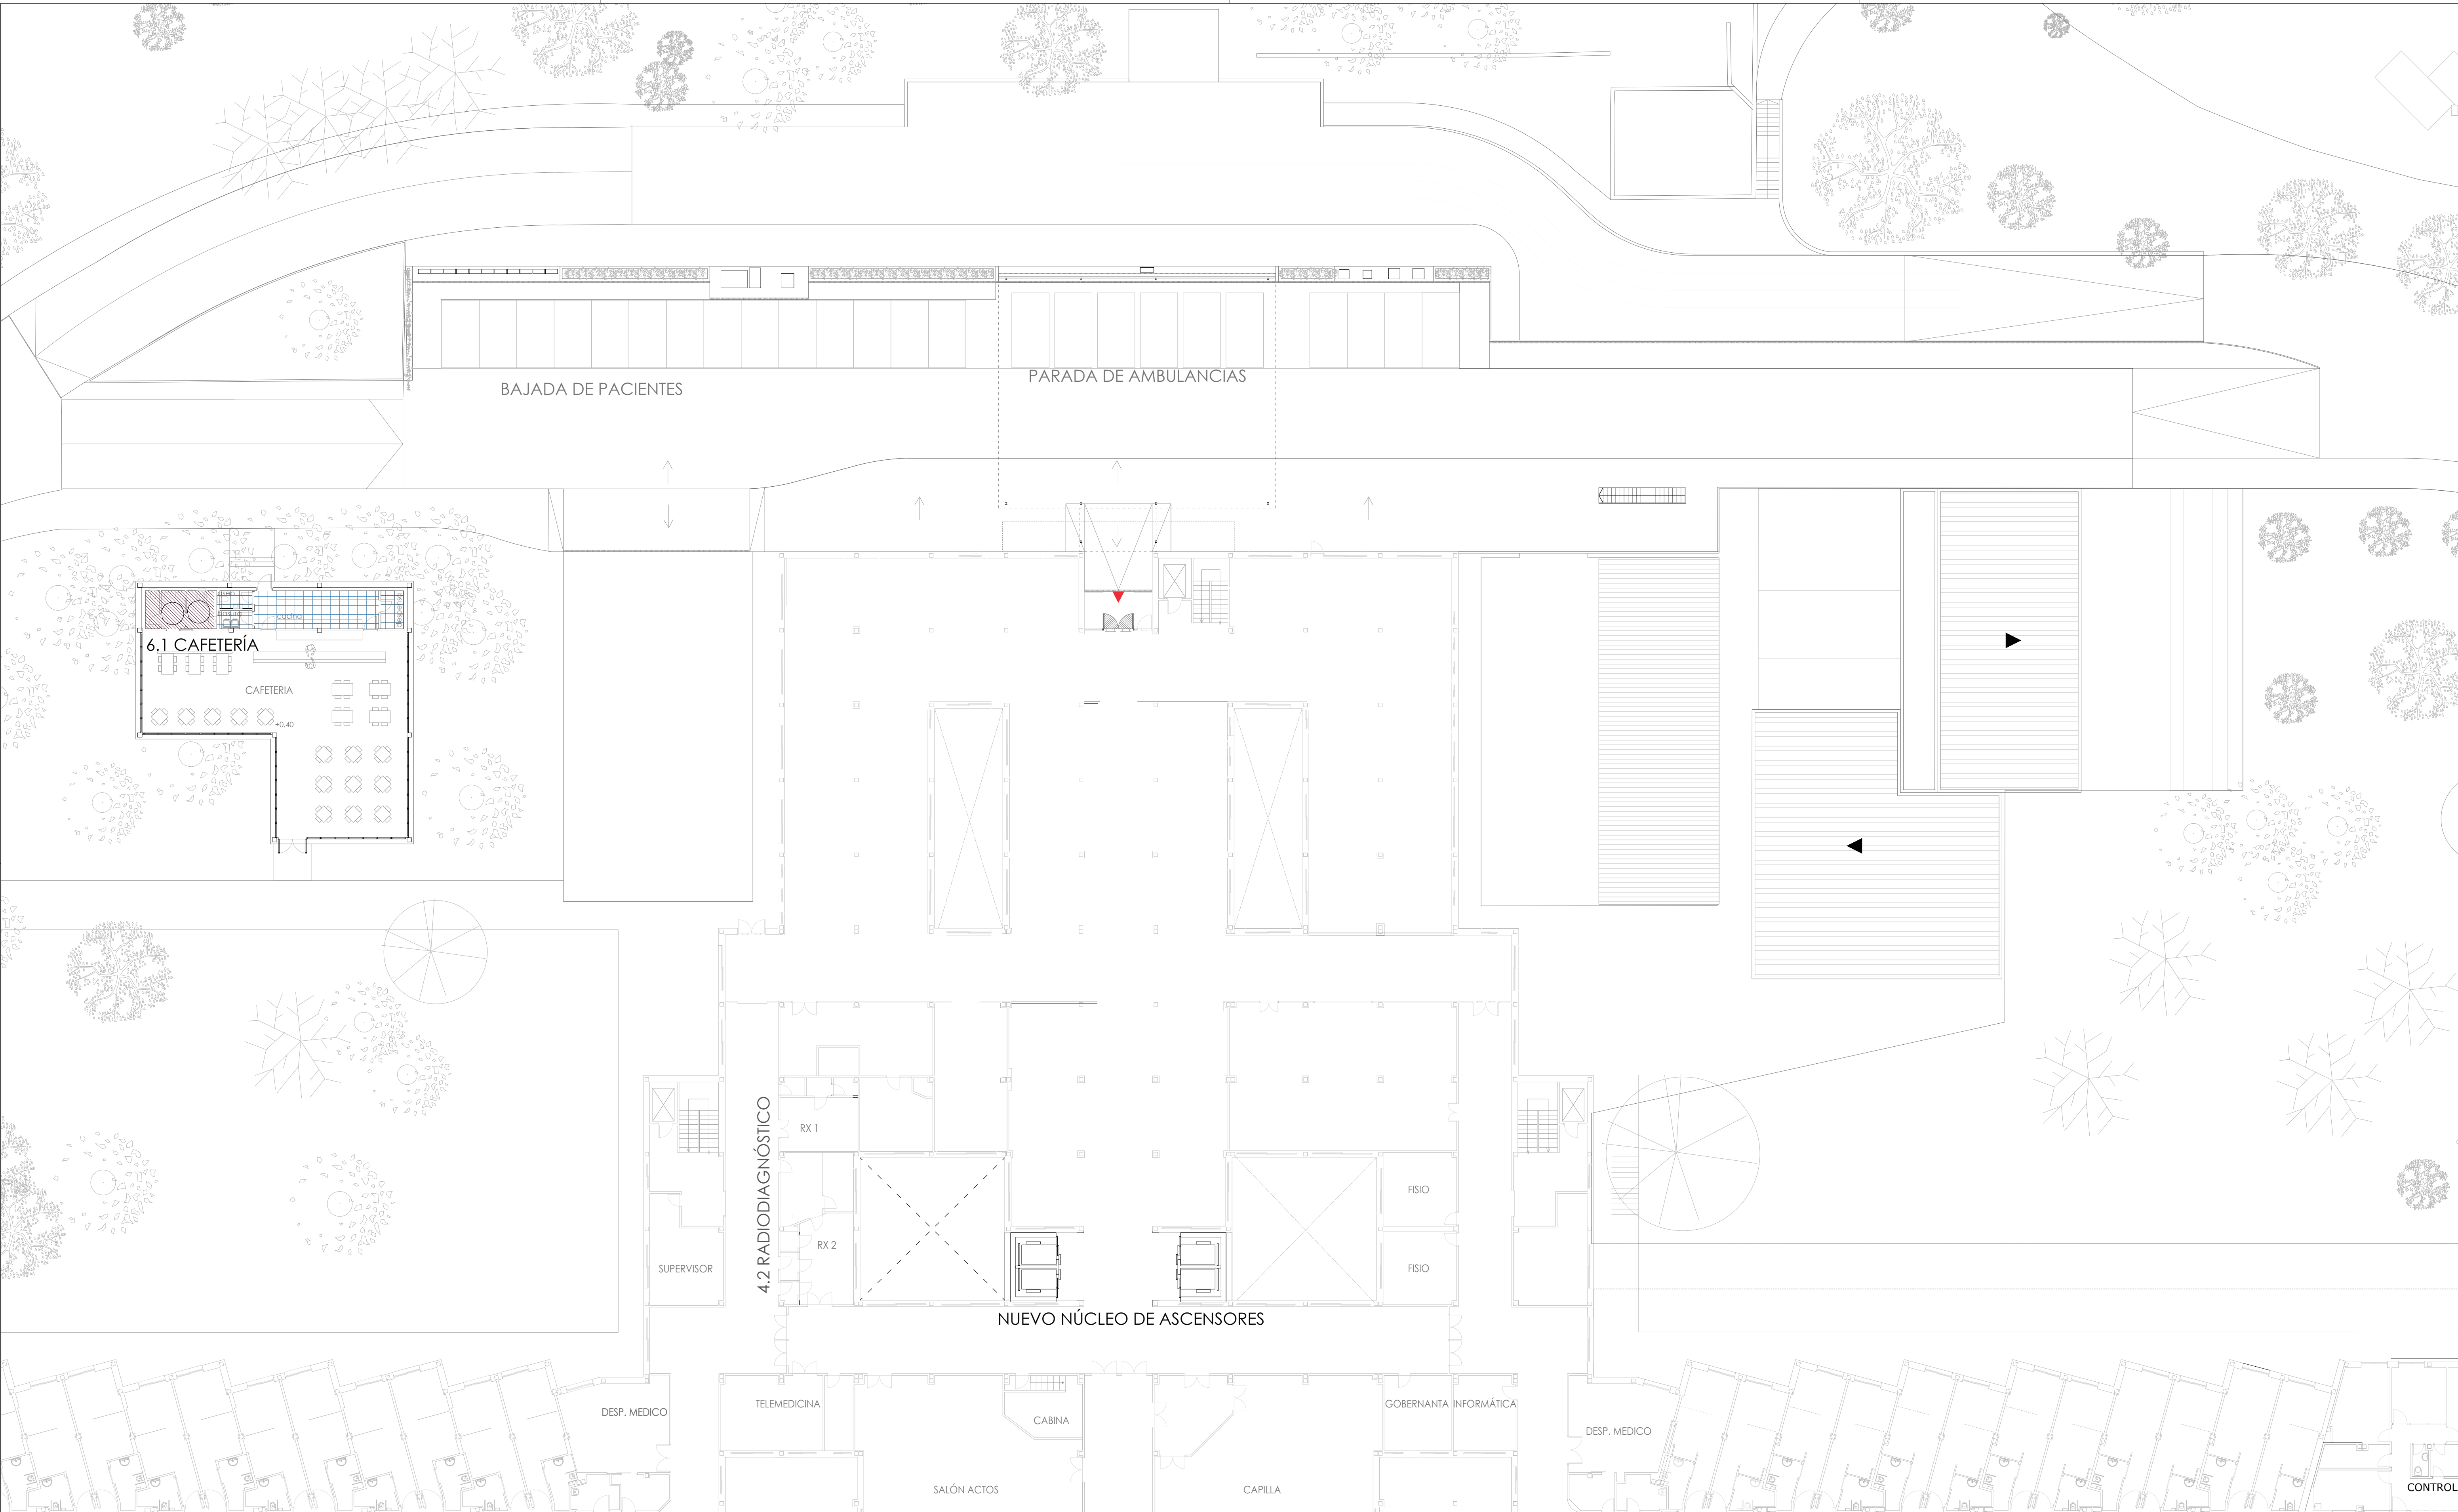 BAJADA DE PACIENTES
PARADA DE AMBULANCIAS
cocina
6.1 CAFETERÍA
CAFETERIA
+0.40
4.2 RADIODIAGNÓSTICO
RX 1
RX 2
SUPERVISOR
FISIO
FISIO
NUEVO NÚCLEO DE ASCENSORES
DESP. MEDICO
TELEMEDICINA
CABINA
GOBERNANTA
INFORMÁTICA
DESP. MEDICO
SALÓN ACTOS
CAPILLA
CONTROL